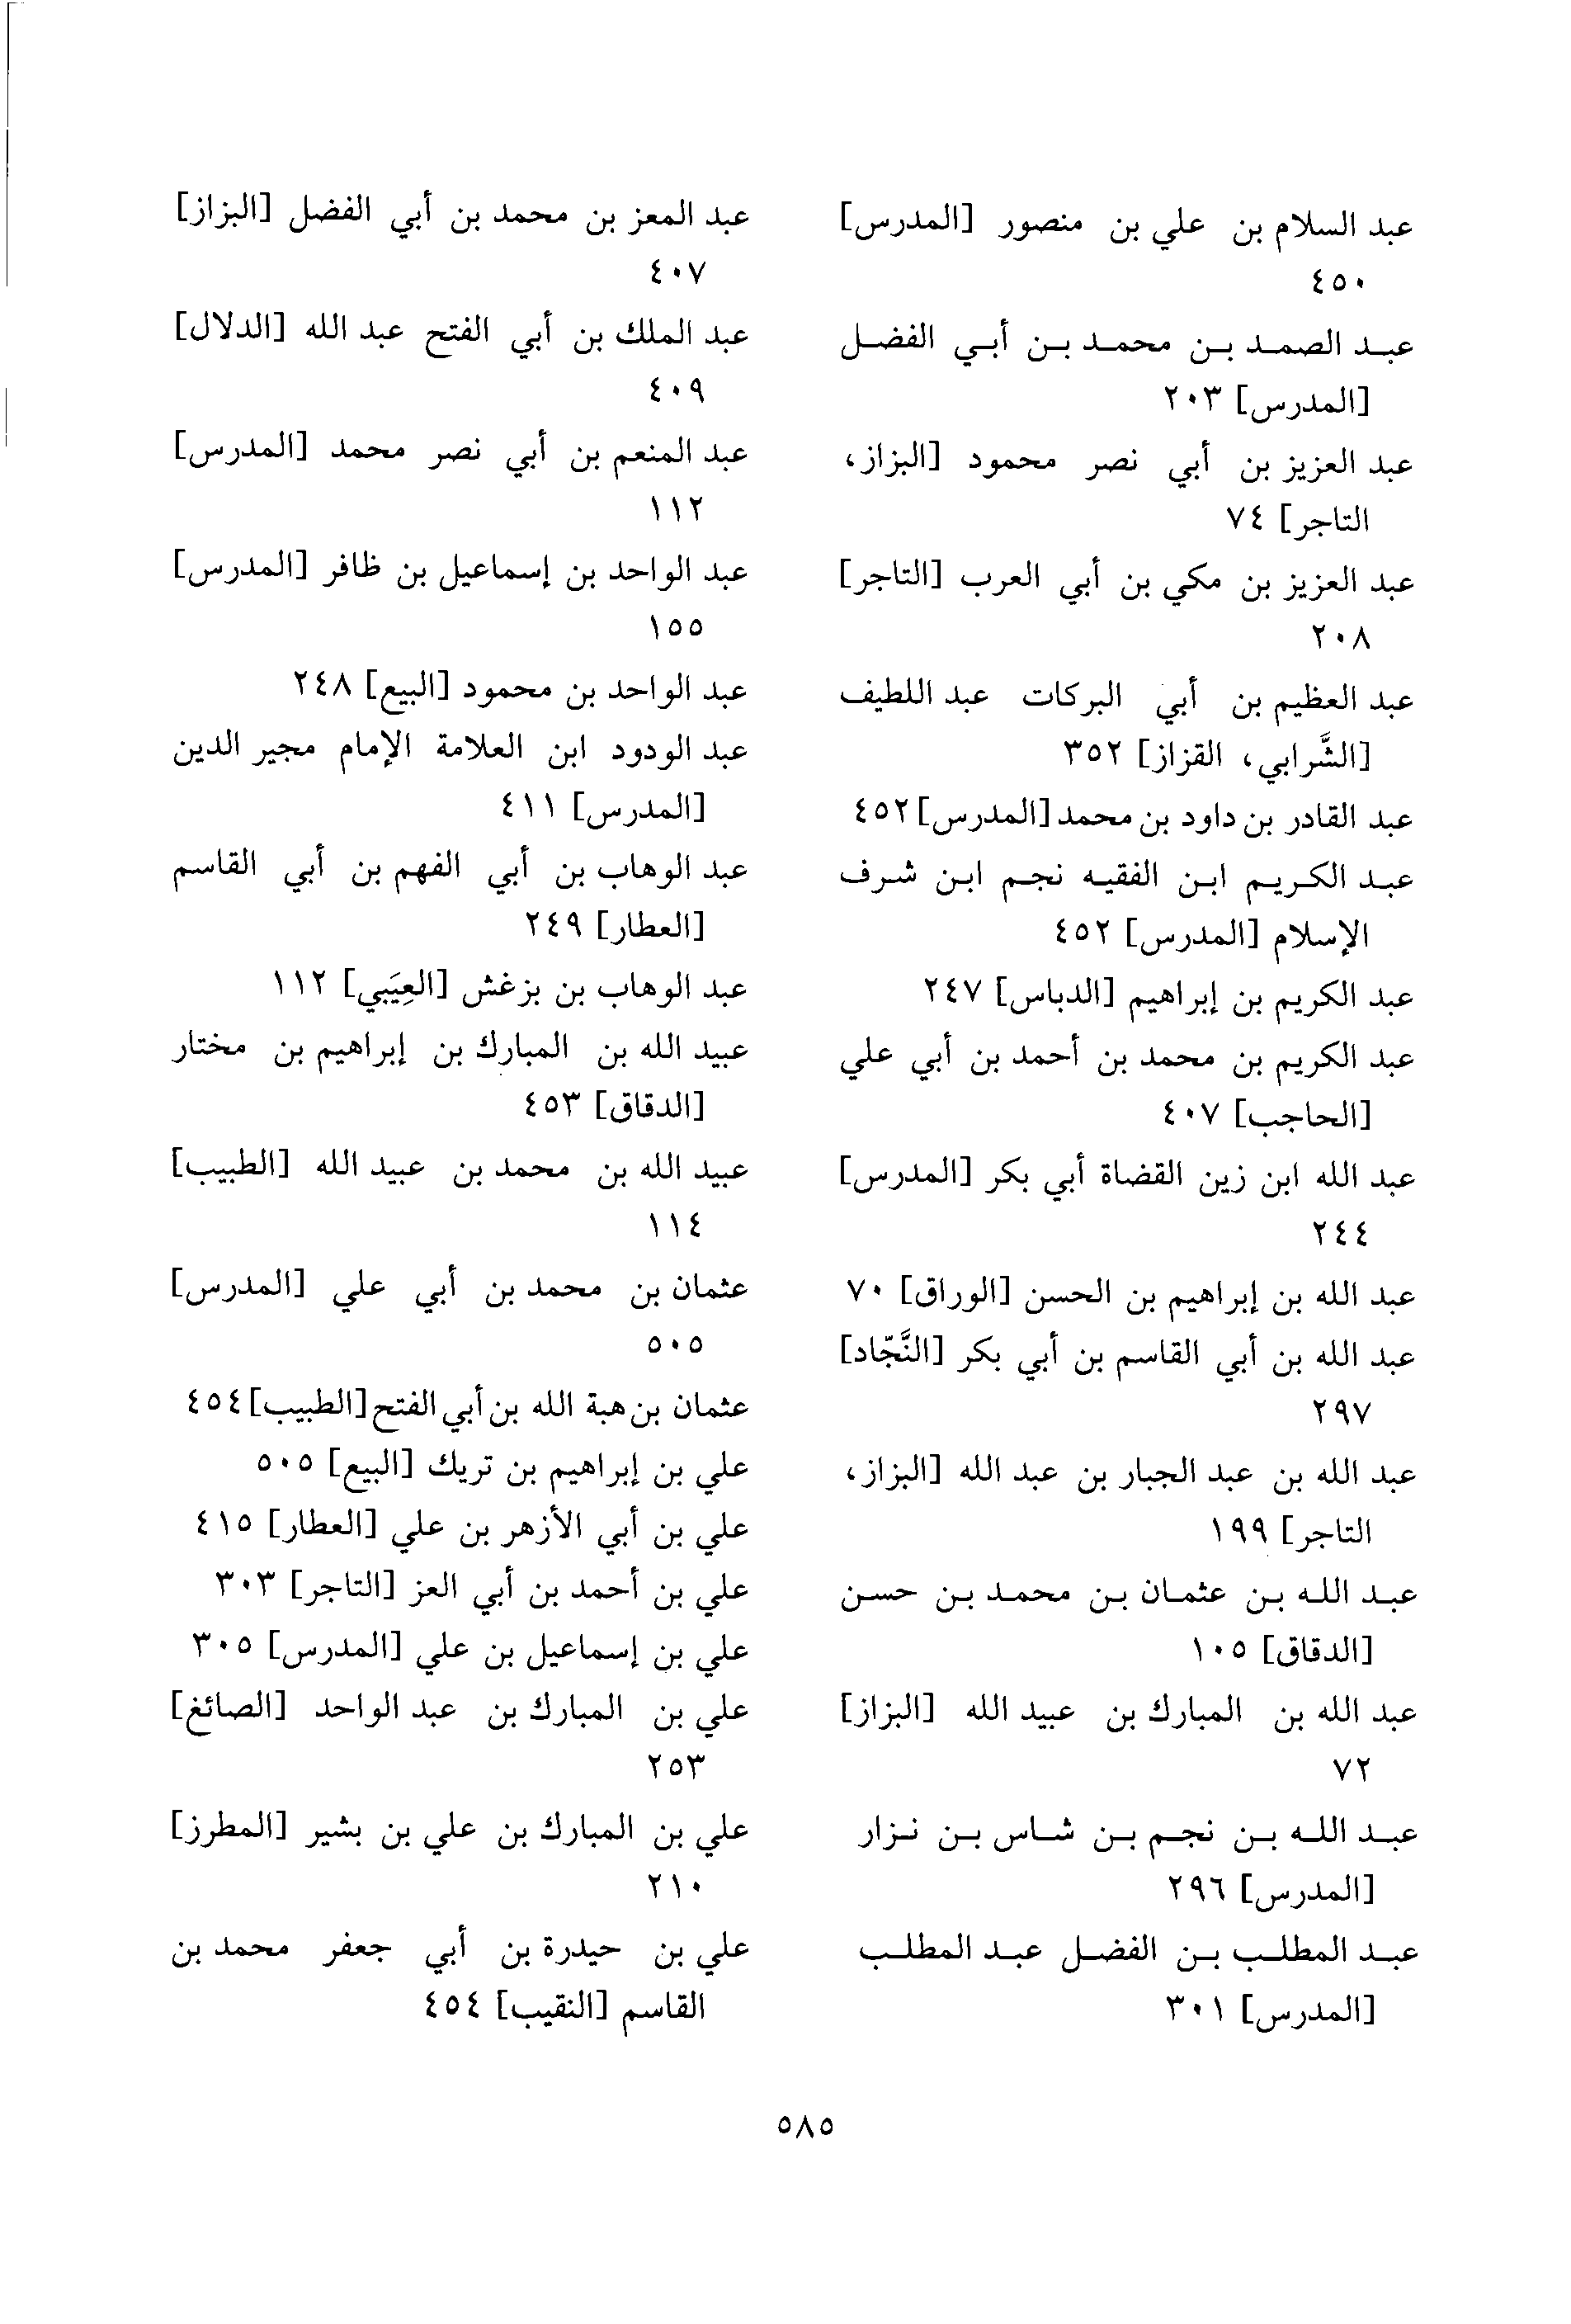 عبد السلام بن علي بن منصور [المدرس]
٤٥٠
عبد الصمد بن محمد بن أبي الفضل
[المدرس] ٢٠٣
عبد العزيز بن أبي نصر محمود [البزاز،
التاجر] ٧٤
عبد العزيز بن مكي بن أبي العرب [التاجر]
٢٠٨
عبد العظيم بن أبي البركات عبد اللطيف
[الشَّرابي، القزاز] ٣٥٢
عبد القادر بن داود بن محمد [المدرس] ٤٥٢
عبد الكريم ابن الفقيه نجم ابن شرف
الإسلام [المدرس] ٤٥٢
عبد الكريم بن إبراهيم [الدباس] ٢٤٧
عبد الكريم بن محمد بن أحمد بن أبي علي
[الحاجب] ٤٠٧
عبد الله ابن زين القضاة أبي بكر [المدرس]
٢٤٤
عبد الله بن إبراهيم بن الحسن [الوراق] ٧٠
عبد الله بن أبي القاسم بن أبي بكر [النَّجّاد]
٢٩٧
عبد الله بن عبد الجبار بن عبد الله [البزاز،
التاجر] ١٩٩
عبد الله بن عثمان بن محمد بن حسن
[الدقاق] ١٠٥
عبد الله بن المبارك بن عبيد الله [البزاز]
٧٢
عبد الله بن نجم بن شاس بن نزار
[المدرس] ٢٩٦
عبد المطلب بن الفضل عبد المطلب
[المدرس] ٣٠١
عبد المعز بن محمد بن أبي الفضل [البزاز]
٤٠٧
عبد الملك بن أبي الفتح عبد الله [الدلال]
٤٠٩
عبد المنعم بن أبي نصر محمد [المدرس]
١١٢
عبد الواحد بن إسماعيل بن ظافر [المدرس]
١٥٥
عبد الواحد بن محمود [البيع] ٢٤٨
عبد الودود ابن العلامة الإمام مجير الدين
[المدرس] ٤١١
عبد الوهاب بن أبي الفهم بن أبي القاسم
[العطار] ٢٤٩
عبد الوهاب بن بزغش [العِيَبي] ١١٢
عبيد الله بن المبارك بن إبراهيم بن مختار
[الدقاق] ٤٥٣
عبيد الله بن محمد بن عبيد الله [الطبيب]
١١٤
عثمان بن محمد بن أبي علي [المدرس]
٥٠٥
عثمان بن هبة الله بن أبي الفتح [الطبيب] ٤٥٤
علي بن إبراهيم بن تريك [البيع] ٥٠٥
علي بن أبي الأزهر بن علي [العطار] ٤١٥
علي بن أحمد بن أبي العز [التاجر] ٣٠٣
علي بن إسماعيل بن علي [المدرس] ٣٠٥
علي بن المبارك بن عبد الواحد [الصائغ]
٢٥٣
علي بن المبارك بن علي بن بشير [المطرز]
٢١٠
علي بن حيدرة بن أبي جعفر محمد بن
القاسم [النقيب] ٤٥٤
٥٨٥